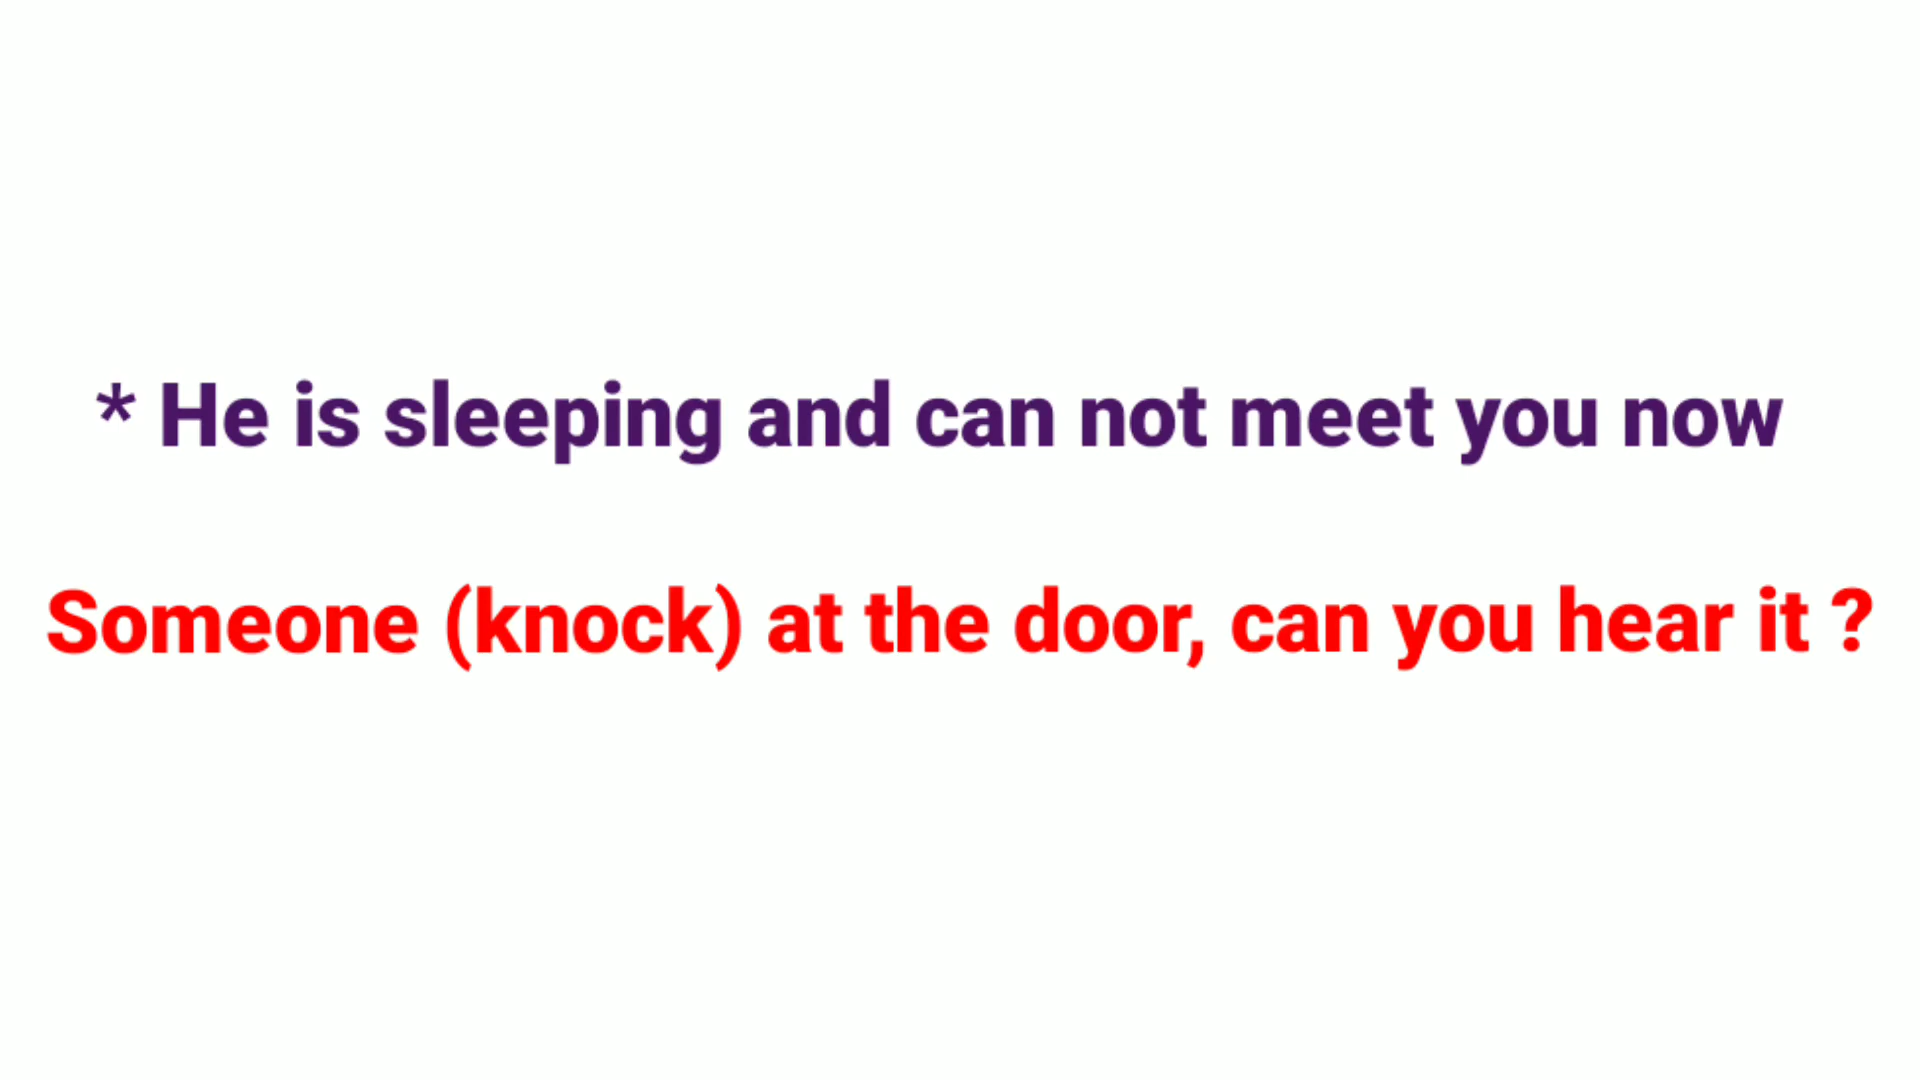 * He is sleeping and can not meet you now
Someone (knock) at the door, can you hear it ?